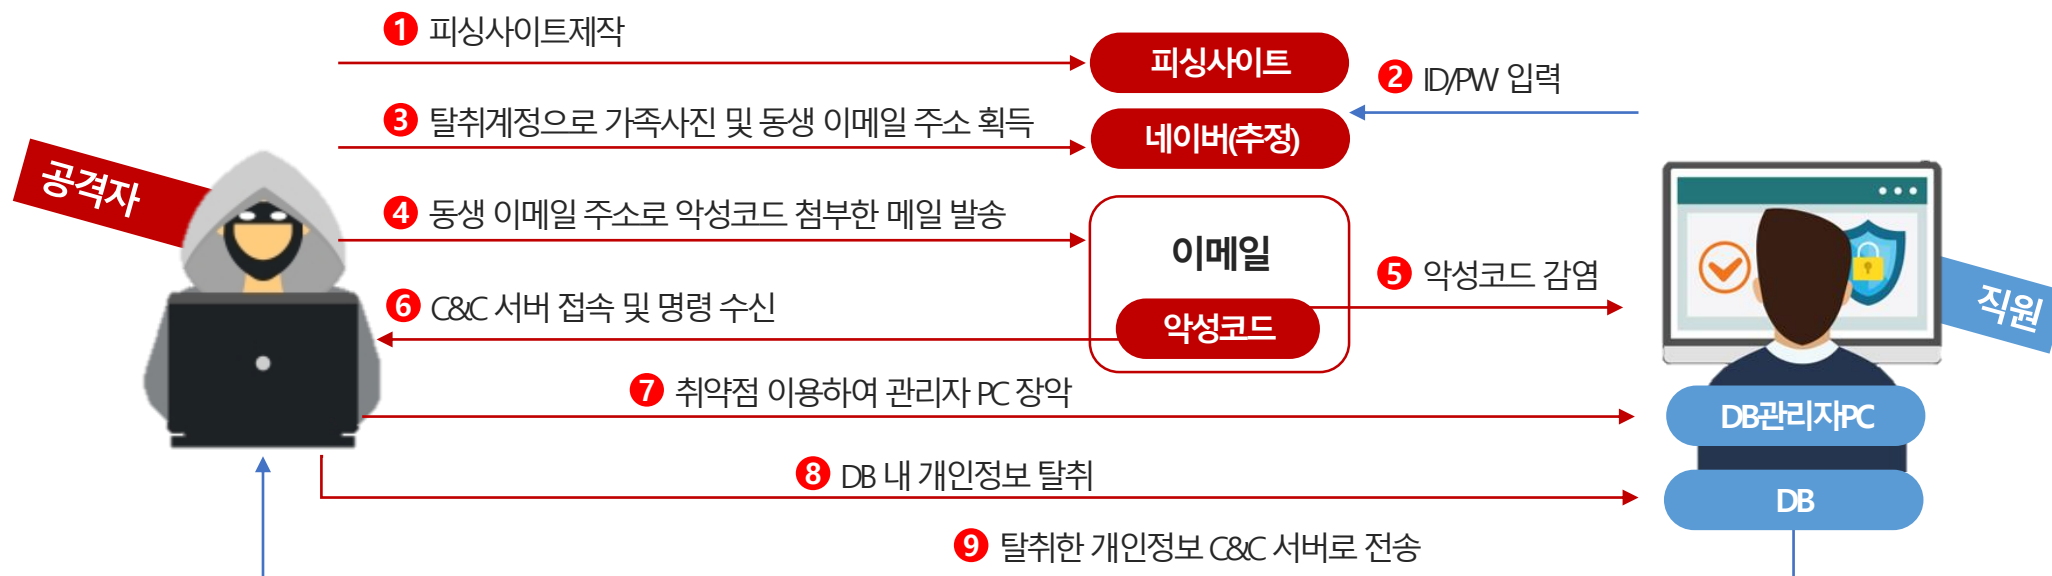 ❶ 피싱사이트제작
피싱사이트
❷ ID/PW 입력
❸ 탈취계정으로 가족사진 및 동생 이메일 주소 획득
네이버(추정)
공격자
❹ 동생 이메일 주소로 악성코드 첨부한 메일 발송
이메일
❺ 악성코드 감염
직원
❻ C&C 서버 접속 및 명령 수신
악성코드
❼ 취약점 이용하여 관리자 PC 장악
DB관리자PC
❽ DB 내 개인정보 탈취
DB
❾ 탈취한 개인정보 C&C 서버로 전송